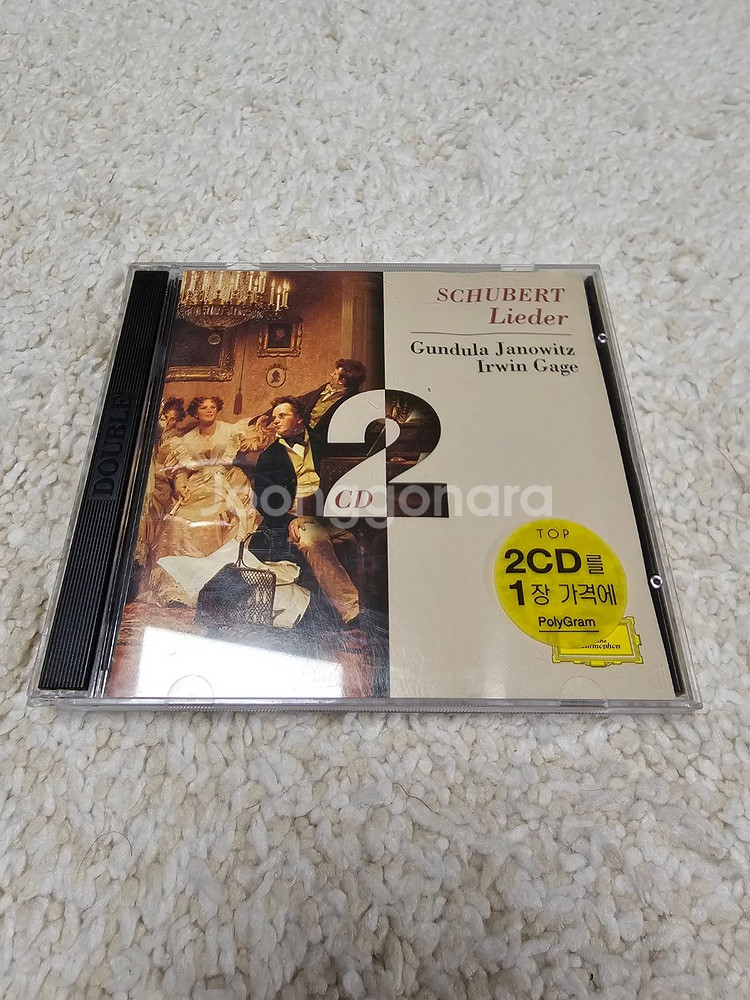 SCHUBERT
Lieder
Gundula Janowitz
Irwin Gage
DOUBLE
2
CD
Joonggonara
TOP
2CD를
1장 가격에
PolyGram